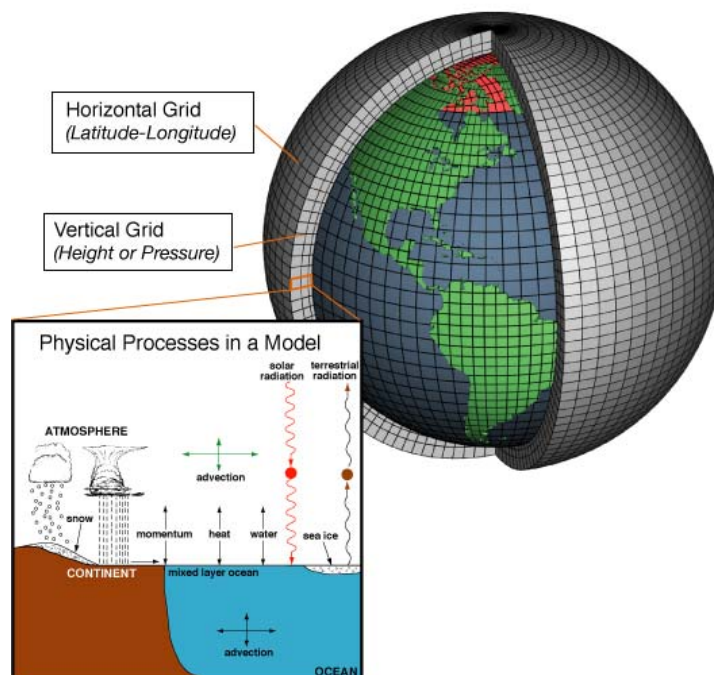 Horizontal Grid
(Latitude-Longitude)
Vertical Grid
(Height or Pressure)
Physical Processes in a Model
solar
radiation
terrestrial
radiation
ATMOSPHERE
advection
snow
momentum
heat
water
sea ice
CONTINENT
mixed layer ocean
advection
OCEAN